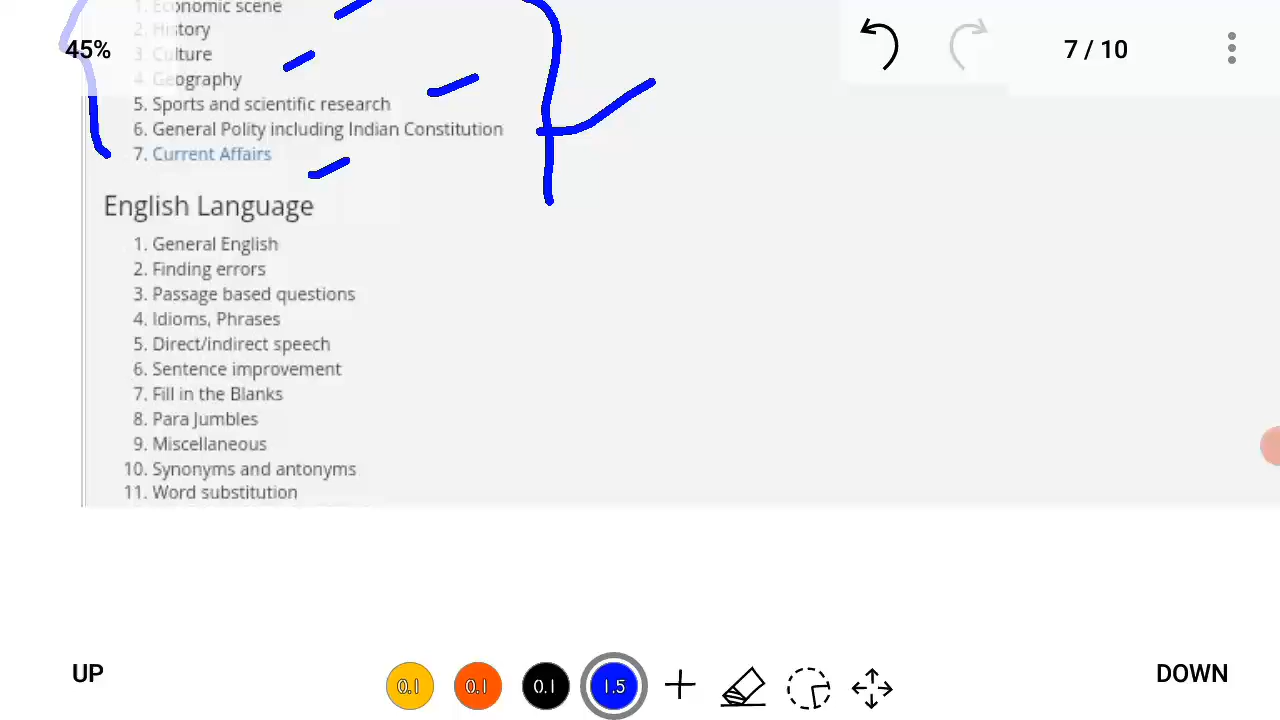 1. Economic scene
2. History
45%
3. Culture
7 / 10
4. Geography
5. Sports and scientific research
6. General Polity including Indian Constitution
7. Current Affairs
English Language
1. General English
2. Finding errors
3. Passage based questions
4. Idioms, Phrases
5. Direct/indirect speech
6. Sentence improvement
7. Fill in the Blanks
8. Para Jumbles
9. Miscellaneous
10. Synonyms and antonyms
11. Word substitution
UP
0.1 0.1 0.1 1.5
DOWN